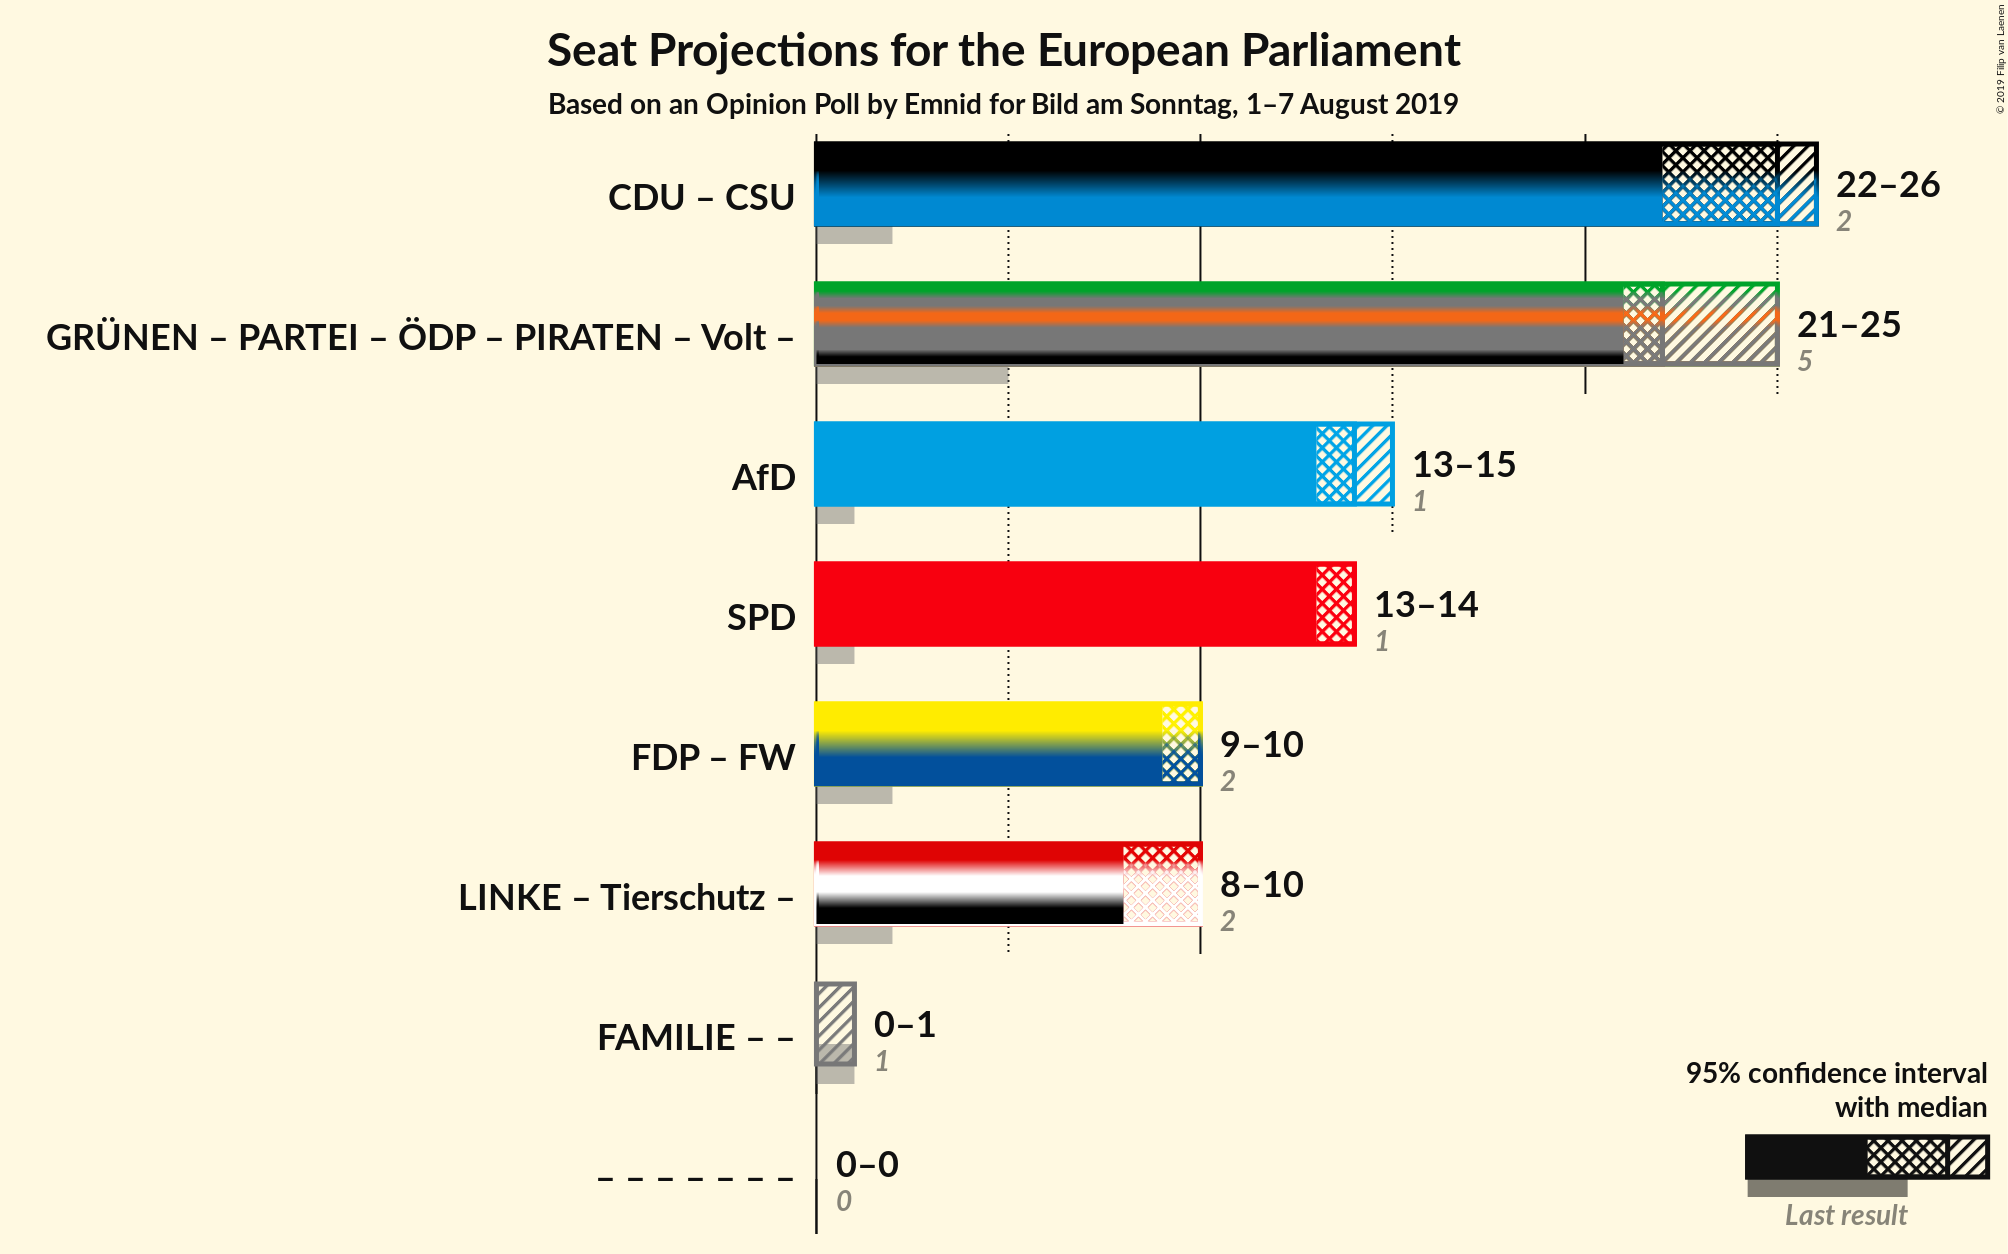 Seat Projections for the European Parliament
Based on an Opinion Poll by Emnid for Bild am Sonntag, 1–7 August 2019
© 2019 Filip van Laenen
CDU – CSU
22–26
2
GRÜNEN – PARTEI – ÖDP – PIRATEN – Volt –
21–25
5
AfD
13–15
1
SPD
13–14
1
FDP – FW
9–10
2
LINKE – Tierschutz –
8–10
2
FAMILIE – –
0–1
1
– – – – – – –
0–0
0
95% confidence interval
with median
Last result